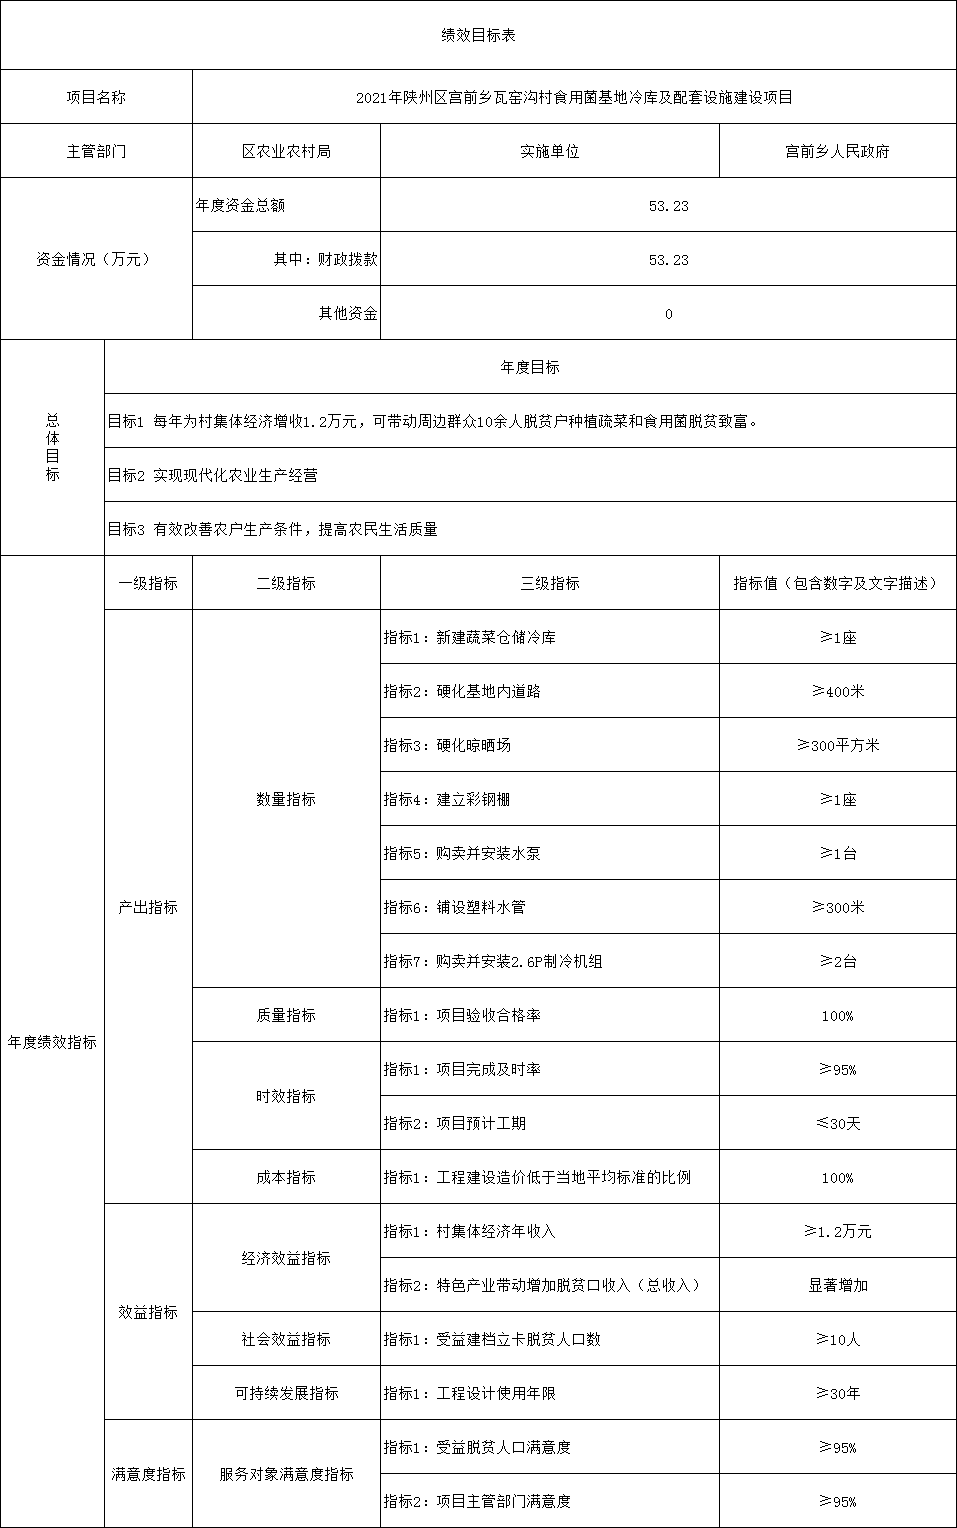 绩效目标表
项目名称 2021年陕州区宫前乡瓦窑沟村食用菌基地冷库及配套设施建设项目
主管部门 区农业农村局 实施单位 宫前乡人民政府
资金情况（万元） 年度资金总额 53.23
其中：财政拨款 53.23
其他资金 0
总体目标 年度目标
目标1 每年为村集体经济增收1.2万元，可带动周边群众10余人脱贫户种植疏菜和食用菌脱贫致富。
目标2 实现现代化农业生产经营
目标3 有效改善农户生产条件，提高农民生活质量
年度绩效指标 一级指标 二级指标 三级指标 指标值（包含数字及文字描述）
产出指标 数量指标 指标1：新建蔬菜仓储冷库 ≥1座
指标2：硬化基地内道路 ≥400米
指标3：硬化晾晒场 ≥300平方米
指标4：建立彩钢棚 ≥1座
指标5：购卖并安装水泵 ≥1台
指标6：铺设塑料水管 ≥300米
指标7：购卖并安装2.6P制冷机组 ≥2台
质量指标 指标1：项目验收合格率 100%
时效指标 指标1：项目完成及时率 ≥95%
指标2：项目预计工期 ≤30天
成本指标 指标1：工程建设造价低于当地平均标准的比例 100%
效益指标 经济效益指标 指标1：村集体经济年收入 ≥1.2万元
指标2：特色产业带动增加脱贫口收入（总收入） 显著增加
社会效益指标 指标1：受益建档立卡脱贫人口数 ≥10人
可持续发展指标 指标1：工程设计使用年限 ≥30年
满意度指标 服务对象满意度指标 指标1：受益脱贫人口满意度 ≥95%
指标2：项目主管部门满意度 ≥95%